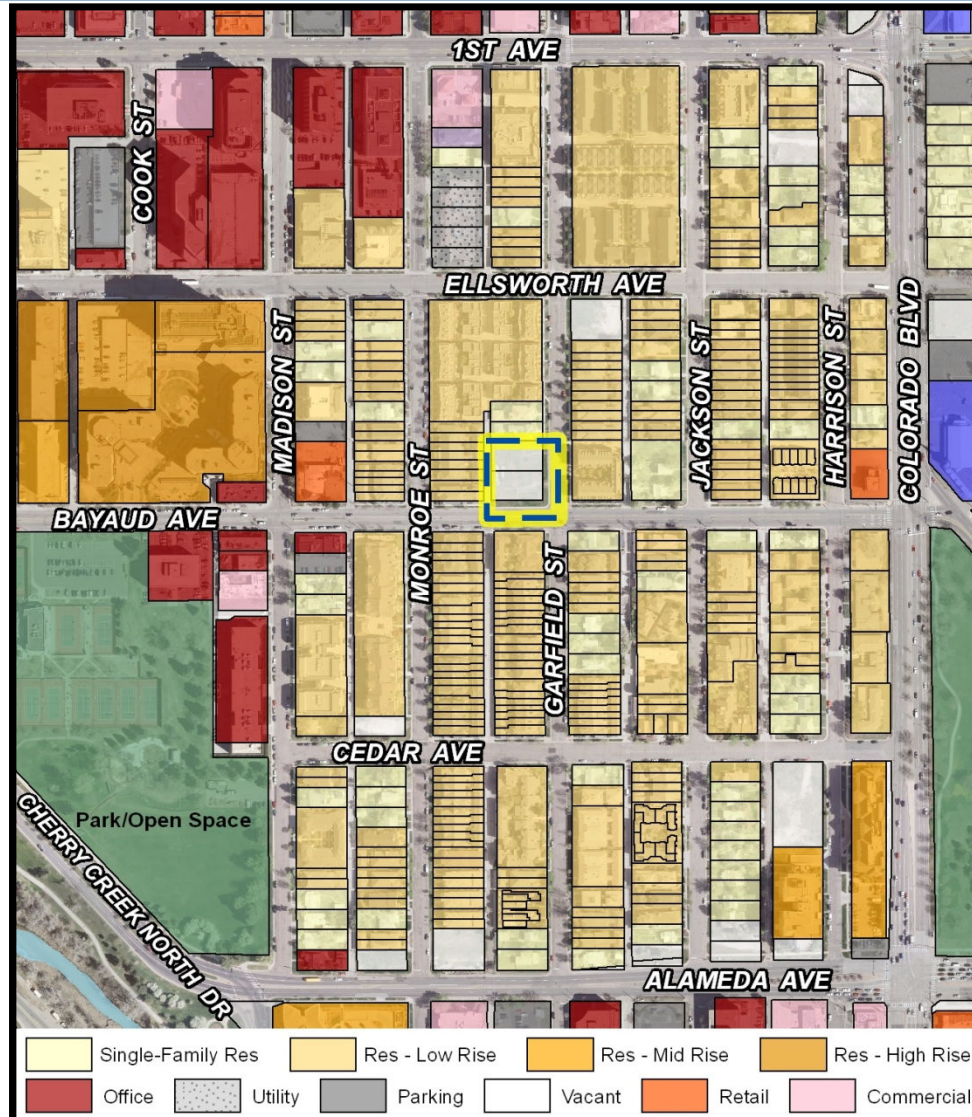 1ST AVE
COOK ST
ELLSWORTH AVE
MADISON ST
MONROE ST
JACKSON ST
HARRISON ST
COLORADO BLVD
BAYAUD AVE
GARFIELD ST
CEDAR AVE
Park/Open Space
CHERRY CREEK NORTH DR
ALAMEDA AVE
Single-Family Res
Res - Low Rise
Res - Mid Rise
Res - High Rise
Office
Utility
Parking
Vacant
Retail
Commercial